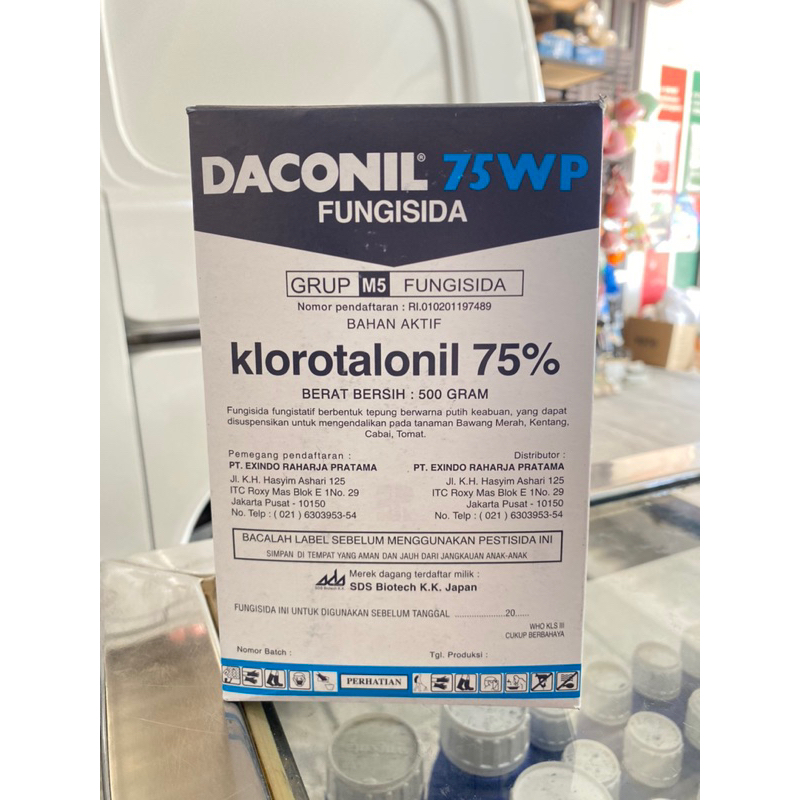 DACONIL® 75WP
FUNGISIDA
GRUP M5 FUNGISIDA
Nomor pendaftaran : RI.010201197489
BAHAN AKTIF
klorotalonil 75%
BERAT BERSIH : 500 GRAM
Fungisida fungistatif berbentuk tepung berwarna putih keabuan, yang dapat
disuspensikan untuk mengendalikan pada tanaman Bawang Merah, Kentang,
Cabai, Tomat.
Pemegang pendaftaran :
PT. EXINDO RAHARJA PRATAMA
Jl. K.H. Hasyim Ashari 125
ITC Roxy Mas Blok E 1No. 29
Jakarta Pusat - 10150
No. Telp : ( 021 ) 6303953-54
Distributor :
PT. EXINDO RAHARJA PRATAMA
Jl. K.H. Hasyim Ashari 125
ITC Roxy Mas Blok E 1No. 29
Jakarta Pusat - 10150
No. Telp : ( 021 ) 6303953-54
BACALAH LABEL SEBELUM MENGGUNAKAN PESTISIDA INI
SIMPAN DI TEMPAT YANG AMAN DAN JAUH DARI JANGKAUAN ANAK-ANAK
Merek dagang terdaftar milik :
SDS Biotech K.K. Japan
FUNGISIDA INI UNTUK DIGUNAKAN SEBELUM TANGGAL ......................20......
WHO KLS III
CUKUP BERBAHAYA
Nomor Batch :
Tgl. Produksi :
PERHATIAN